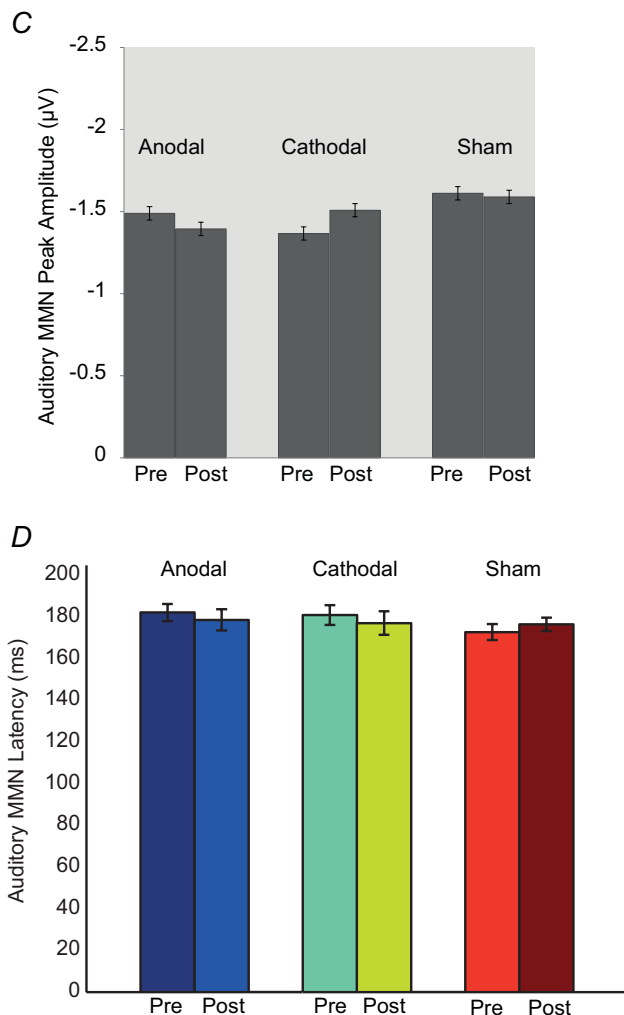 C
Auditory MMN Peak Amplitude (µV)
-2.5
-2
-1.5
-1
-0.5
0
Anodal Cathodal Sham
Pre Post Pre Post Pre Post
D
Auditory MMN Latency (ms)
200
180
160
140
120
100
80
60
40
20
0
Anodal Cathodal Sham
Pre Post Pre Post Pre Post